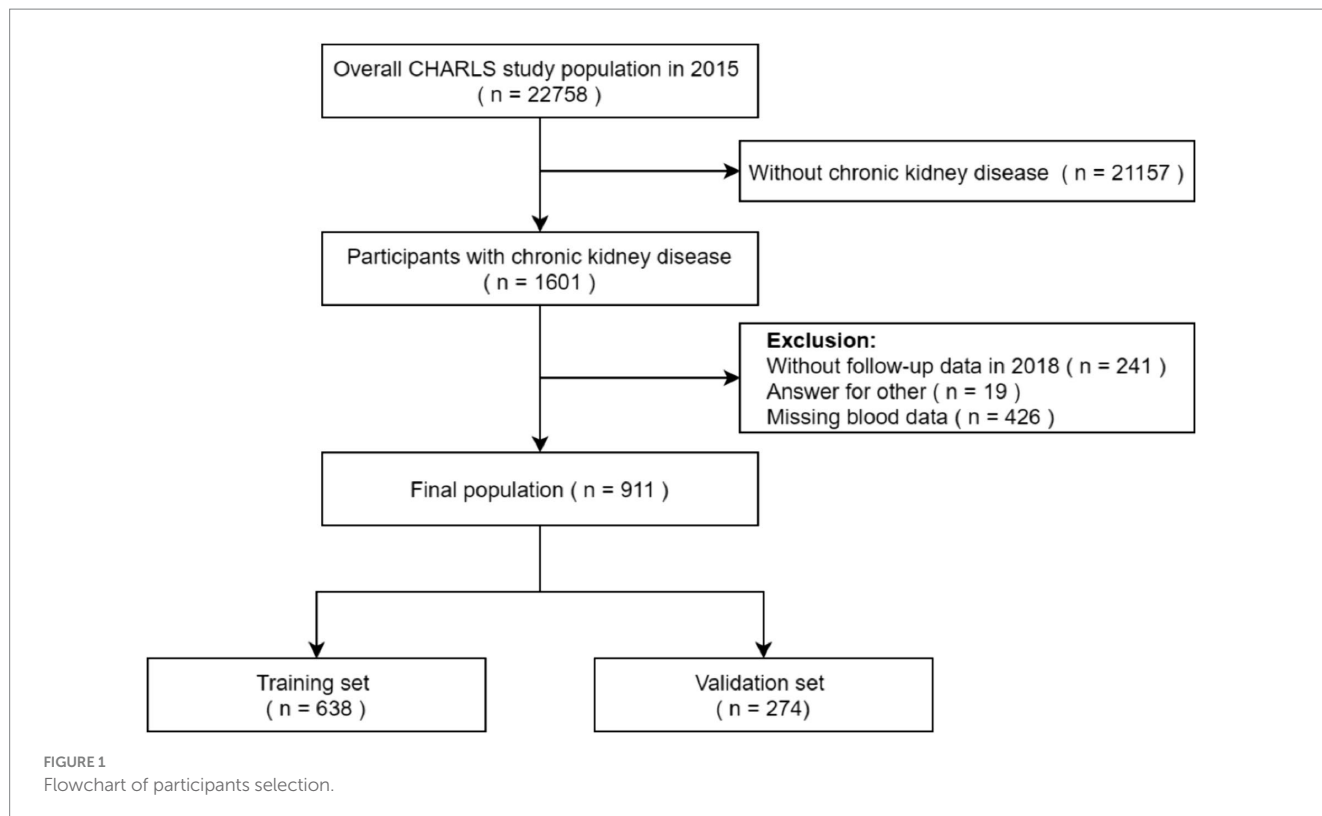 Overall CHARLS study population in 2015
( n = 22758 )
Without chronic kidney disease ( n = 21157 )
Participants with chronic kidney disease
( n = 1601 )
Exclusion:
Without follow-up data in 2018 ( n = 241 )
Answer for other ( n = 19 )
Missing blood data ( n = 426 )
Final population ( n = 911 )
Training set
( n = 638 )
Validation set
( n = 274)
FIGURE 1
Flowchart of participants selection.